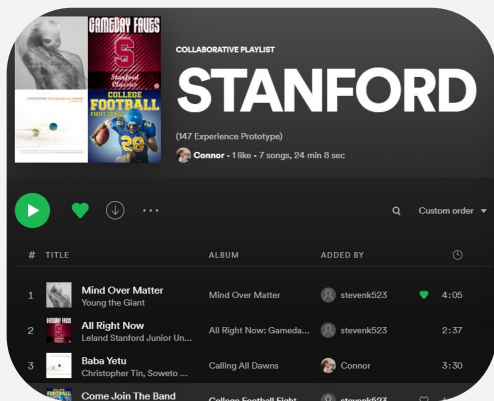 GAMEDAY FAVES
S
Stanford
Classics
COLLEGE
FOOTBALL
FIGHT SONGS
28
COLLABORATIVE PLAYLIST
STANFORD
(147 Experience Prototype)
Connor • 1 like • 7 songs, 24 min 8 sec
Custom order
# TITLE ALBUM ADDED BY
1 Mind Over Matter Mind Over Matter stevenk523 4:05
Young the Giant
2 All Right Now All Right Now: Gameda... stevenk523 2:37
Leland Stanford Junior Un...
3 Baba Yetu Calling All Dawns Connor 3:30
Christopher Tin, Soweto ...
Come Join The Band College Football Fight stevenk523